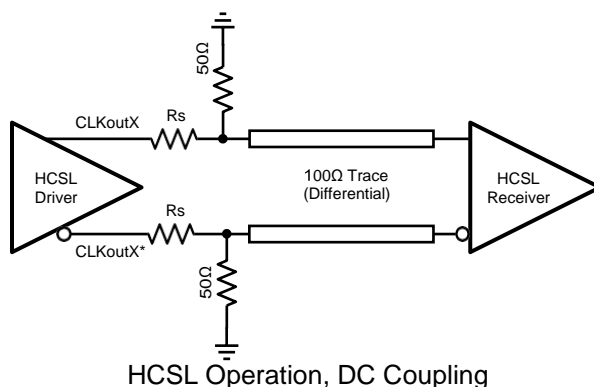 50Ω
CLKoutX
Rs
HCSL
Driver
100Ω Trace
(Differential)
HCSL
Receiver
Rs
CLKoutX*
50Ω
HCSL Operation, DC Coupling